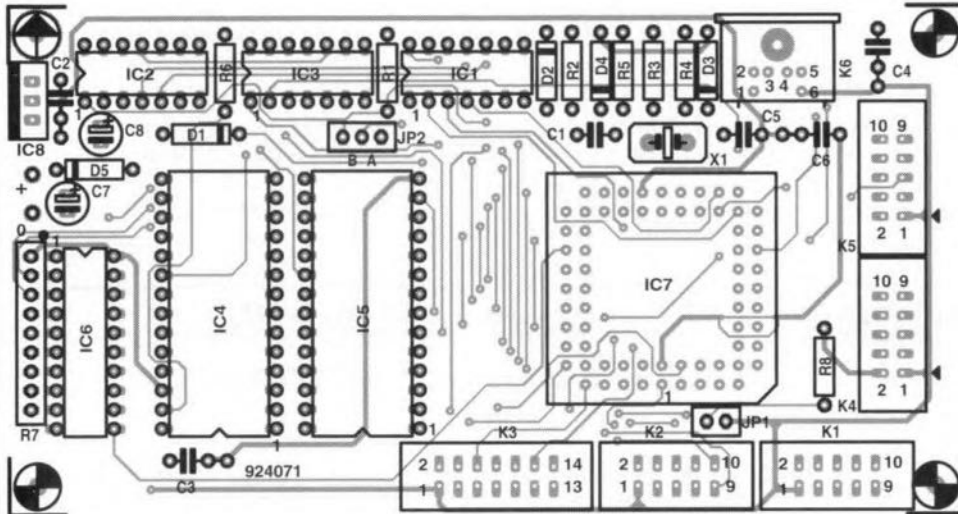 C2
IC2
R6
IC3
R1
IC1
D2
R2
D4
R5
R3
R4
D3
2
5
3 4
1
6
K6
C4
1
1
1
IC8
C8
D1
JP2
B A
C1
X1
C5
C6
10 9
D5
+
C7
0
1
2 1
K5
IC6
IC4
IC5
IC7
10 9
R8
2 1
K4
R7
1
1
1
JP1
C3
924071
K3
K2
K1
2
14
1
13
2
10
1
9
2
10
1
9